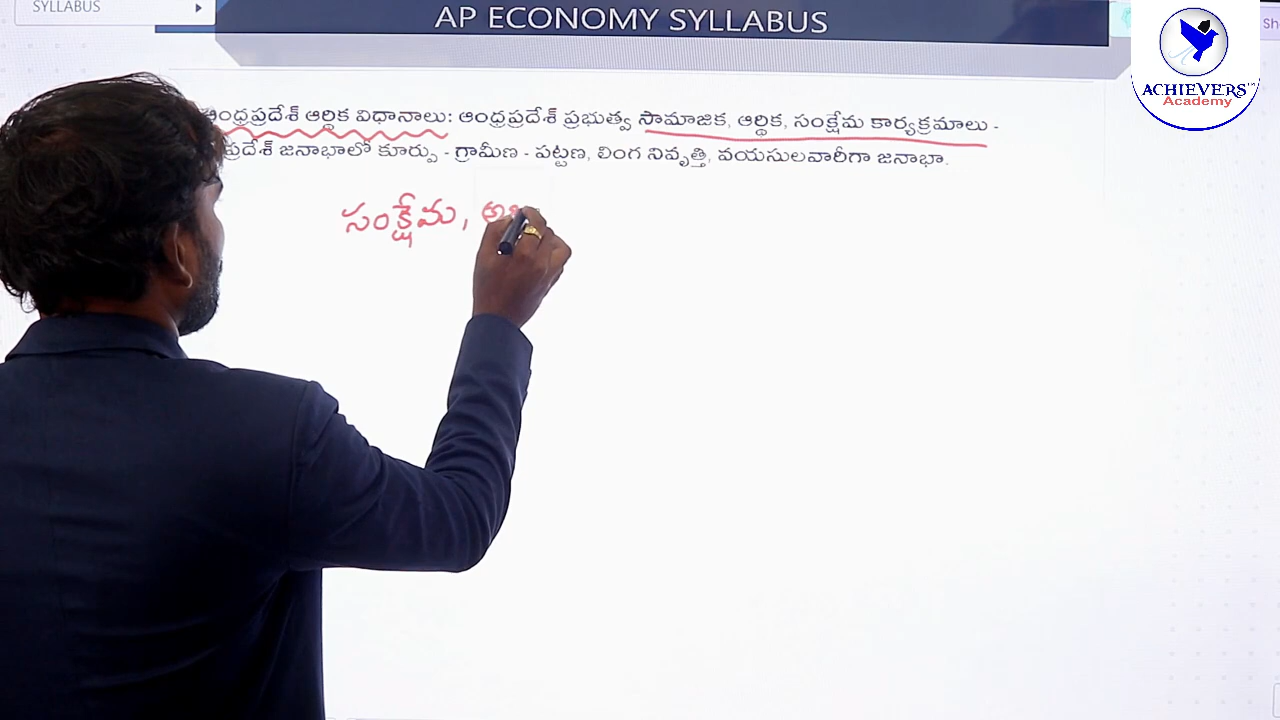 SYLLABUS
AP ECONOMY SYLLABUS
Sh
ACHIEVERS
Academy
ఆంధ్రప్రదేశ్ ఆర్థిక విధానాలు: ఆంధ్రప్రదేశ్ ప్రభుత్వ సామాజిక, ఆర్థిక, సంక్షేమ కార్యక్రమాలు -
ప్రదేశ్ జనాభాలో కూర్పు - గ్రామీణ - పట్టణ, లింగ నివృత్తి, వయసులవారీగా జనాభా.
సంక్షేమ,